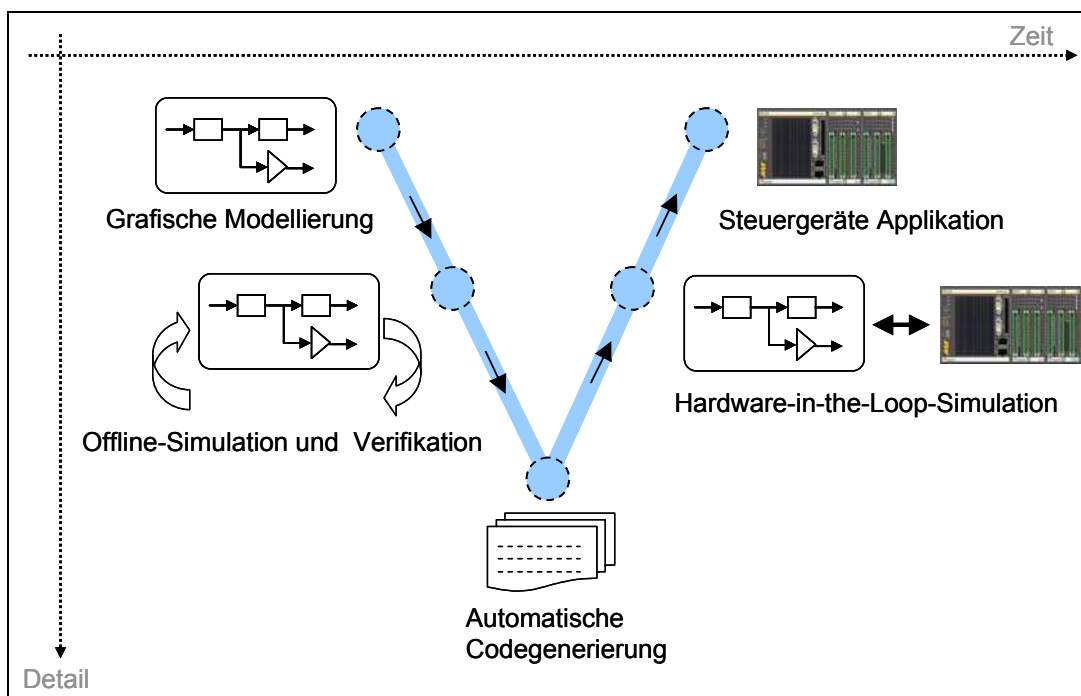 Zeit
Grafische Modellierung
Steuergeräte Applikation
Offline-Simulation und Verifikation
Hardware-in-the-Loop-Simulation
Automatische
Codegenerierung
Detail